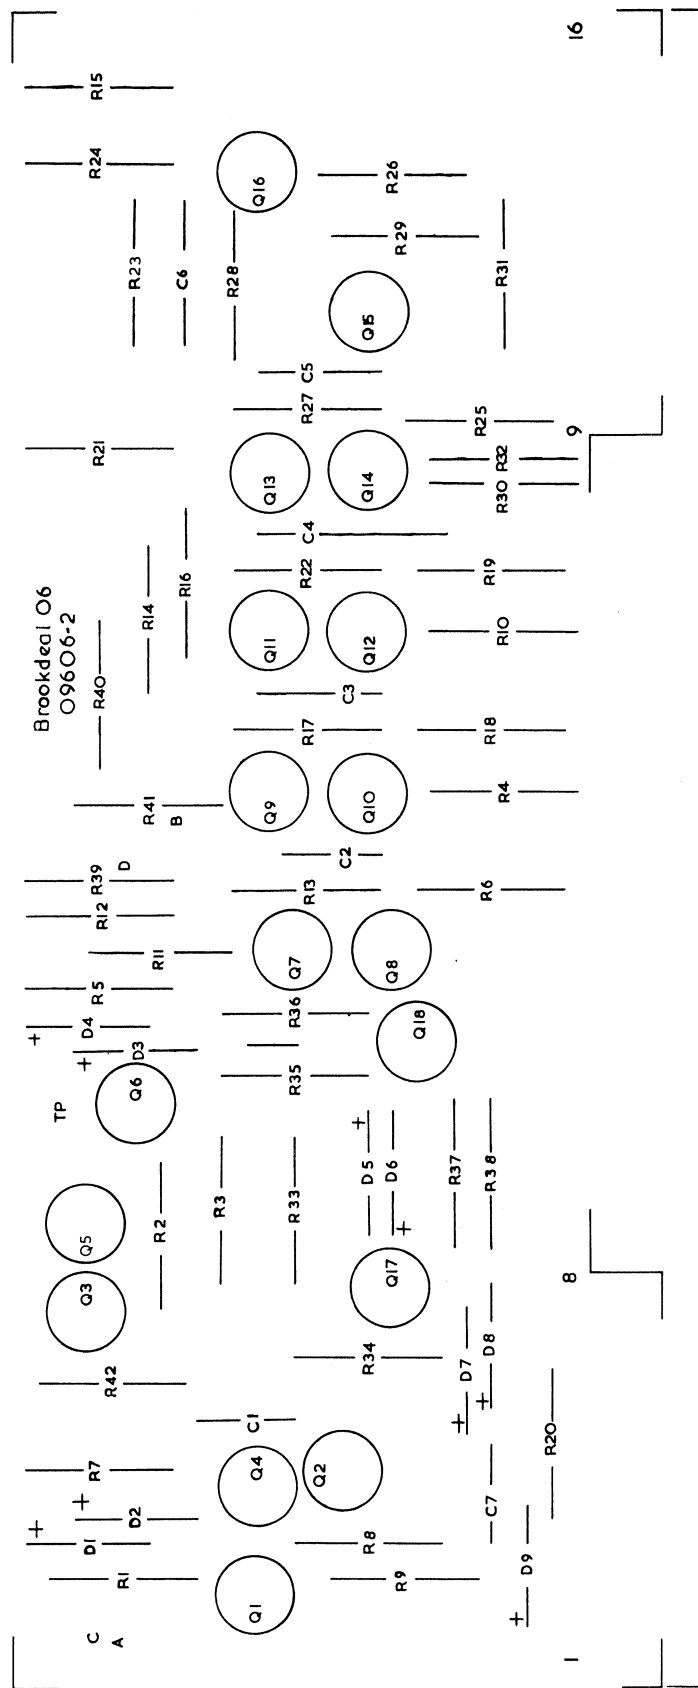 16
R15
R24
Q16
R26
R23
C6
R28
R29
R31
Q15
C5
R27
R25
9
R21
Q13
Q14
R32
R30
C4
R22
R19
Brookdeal 06
09606-2
R14
R16
R40
Q11
Q12
R10
C3
R17
R18
R41
B
Q9
Q10
R4
C2
R39
D
R13
R6
R12
R11
Q7
Q8
R5
R36
Q18
+
D4
+
D3
R35
TP
Q6
+
D5
D6
+
R37
R38
R2
R3
R33
Q5
Q3
Q17
8
R34
D7
+
D8
+
R42
C1
R20
R7
Q4
Q2
C7
+
D2
+
D1
R8
D9
+
R1
Q1
R9
C
A
1